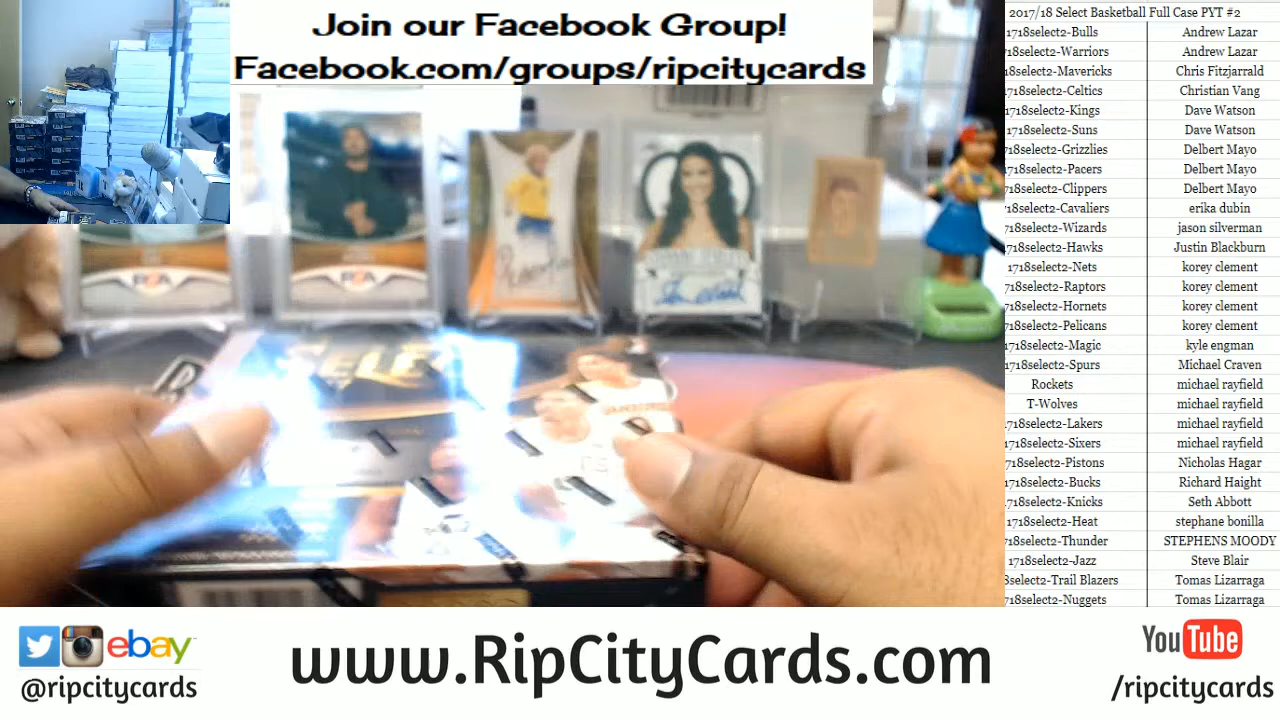 Join our Facebook Group!
Facebook.com/groups/ripcitycards
2017/18 Select Basketball Full Case PYT #2
1718select2-Bulls Andrew Lazar
1718select2-Warriors Andrew Lazar
718select2-Mavericks Chris Fitzjarrald
1718select2-Celtics Christian Vang
1718select2-Kings Dave Watson
1718select2-Suns Dave Watson
718select2-Grizzlies Delbert Mayo
1718select2-Pacers Delbert Mayo
1718select2-Clippers Delbert Mayo
718select2-Cavaliers erika dubin
718select2-Wizards jason silverman
1718select2-Hawks Justin Blackburn
1718select2-Nets korey clement
718select2-Raptors korey clement
718select2-Hornets korey clement
718select2-Pelicans korey clement
1718select2-Magic kyle engman
1718select2-Spurs Michael Craven
Rockets michael rayfield
T-Wolves michael rayfield
718select2-Lakers michael rayfield
718select2-Sixers michael rayfield
718select2-Pistons Nicholas Hagar
1718select2-Bucks Richard Haight
718select2-Knicks Seth Abbott
1718select2-Heat stephane bonilla
718select2-Thunder STEPHENS MOODY
1718select2-Jazz Steve Blair
8select2-Trail Blazers Tomas Lizarraga
718select2-Nuggets Tomas Lizarraga
SELECT
ebay
@ripcitycards
www.RipCityCards.com
YouTube
/ripcitycards